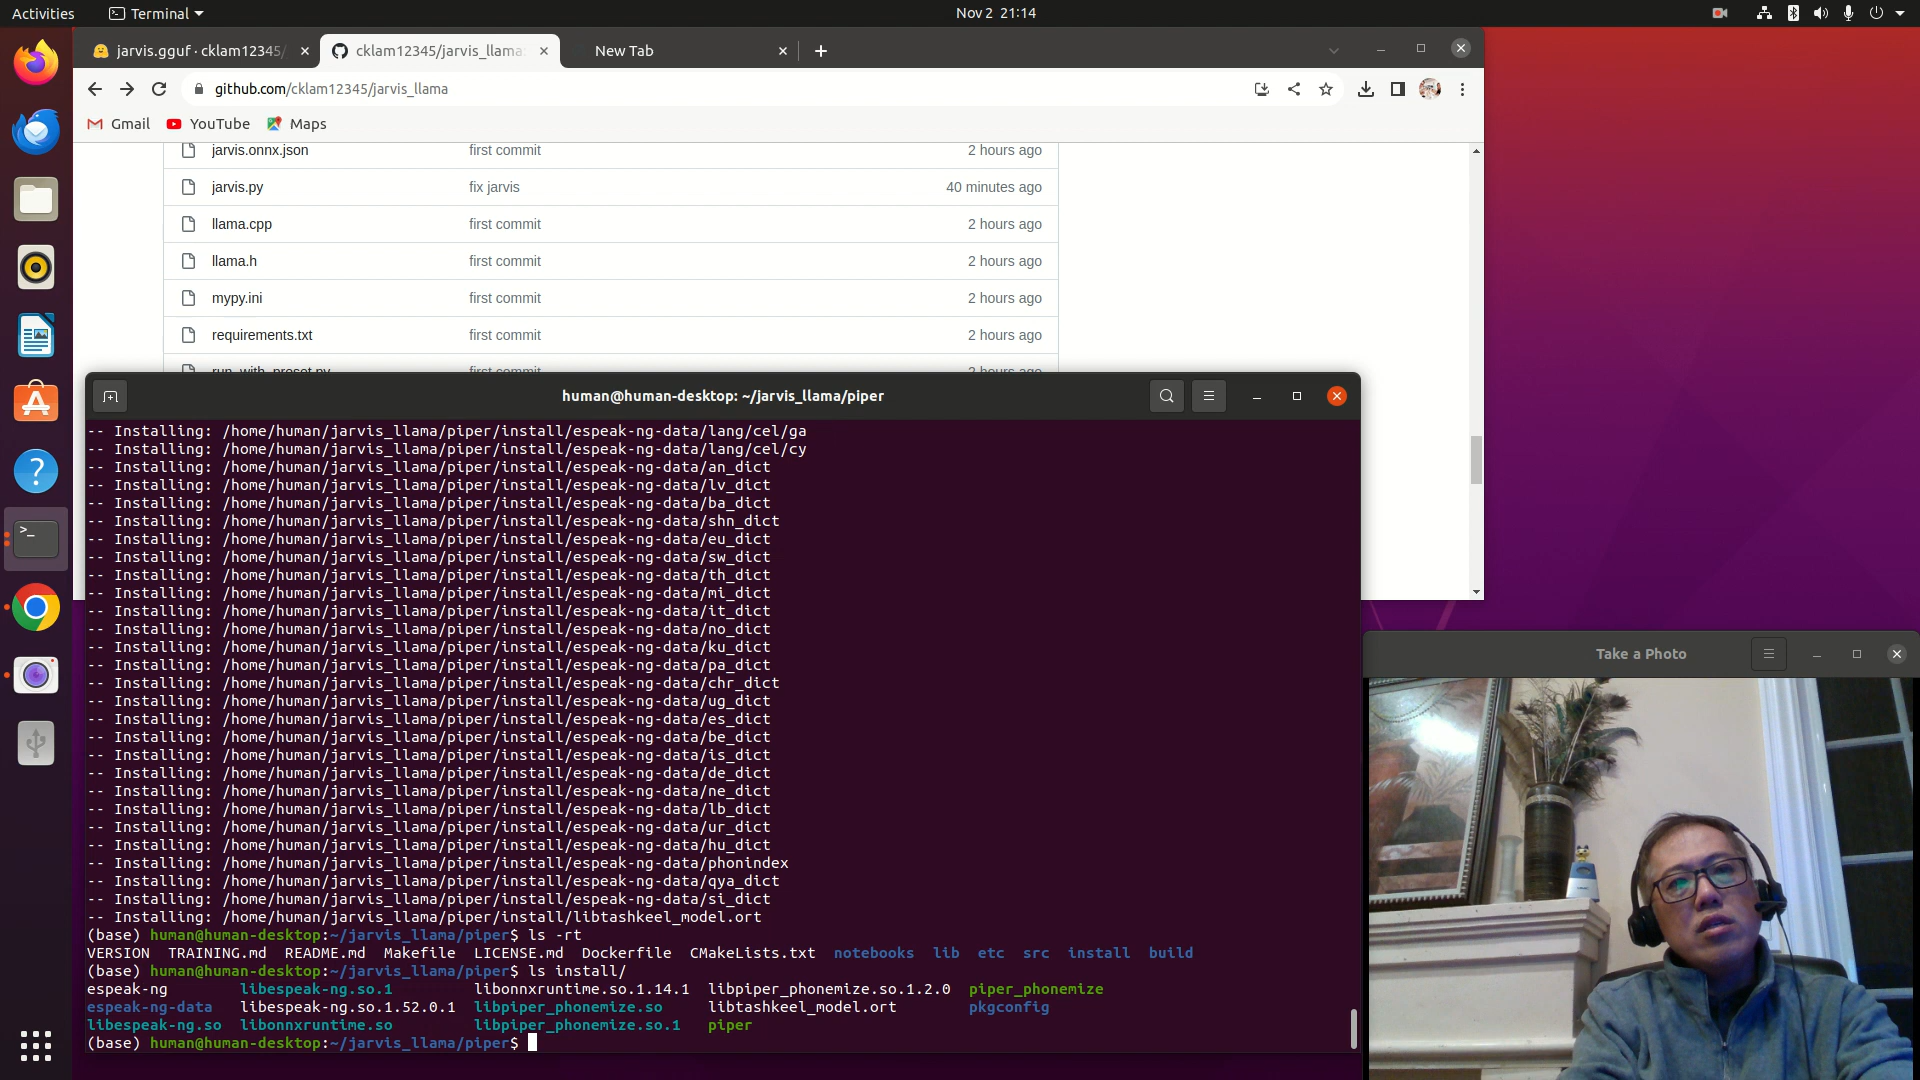 Activities
Terminal
Nov 2 21:14
jarvis.gguf · cklam12345/
cklam12345/jarvis_llama:
New Tab
github.com/cklam12345/jarvis_llama
Gmail
YouTube
Maps
jarvis.onnx.json first commit 2 hours ago
jarvis.py fix jarvis 40 minutes ago
llama.cpp first commit 2 hours ago
llama.h first commit 2 hours ago
mypy.ini first commit 2 hours ago
requirements.txt first commit 2 hours ago
run_with_preset.py first commit 2 hours ago
human@human-desktop: ~/jarvis_llama/piper
-- Installing: /home/human/jarvis_llama/piper/install/espeak-ng-data/lang/cel/ga
-- Installing: /home/human/jarvis_llama/piper/install/espeak-ng-data/lang/cel/cy
-- Installing: /home/human/jarvis_llama/piper/install/espeak-ng-data/an_dict
-- Installing: /home/human/jarvis_llama/piper/install/espeak-ng-data/lv_dict
-- Installing: /home/human/jarvis_llama/piper/install/espeak-ng-data/ba_dict
-- Installing: /home/human/jarvis_llama/piper/install/espeak-ng-data/shn_dict
-- Installing: /home/human/jarvis_llama/piper/install/espeak-ng-data/eu_dict
-- Installing: /home/human/jarvis_llama/piper/install/espeak-ng-data/sw_dict
-- Installing: /home/human/jarvis_llama/piper/install/espeak-ng-data/th_dict
-- Installing: /home/human/jarvis_llama/piper/install/espeak-ng-data/mi_dict
-- Installing: /home/human/jarvis_llama/piper/install/espeak-ng-data/it_dict
-- Installing: /home/human/jarvis_llama/piper/install/espeak-ng-data/no_dict
-- Installing: /home/human/jarvis_llama/piper/install/espeak-ng-data/ku_dict
-- Installing: /home/human/jarvis_llama/piper/install/espeak-ng-data/pa_dict
-- Installing: /home/human/jarvis_llama/piper/install/espeak-ng-data/chr_dict
-- Installing: /home/human/jarvis_llama/piper/install/espeak-ng-data/ug_dict
-- Installing: /home/human/jarvis_llama/piper/install/espeak-ng-data/es_dict
-- Installing: /home/human/jarvis_llama/piper/install/espeak-ng-data/be_dict
-- Installing: /home/human/jarvis_llama/piper/install/espeak-ng-data/is_dict
-- Installing: /home/human/jarvis_llama/piper/install/espeak-ng-data/de_dict
-- Installing: /home/human/jarvis_llama/piper/install/espeak-ng-data/ne_dict
-- Installing: /home/human/jarvis_llama/piper/install/espeak-ng-data/lb_dict
-- Installing: /home/human/jarvis_llama/piper/install/espeak-ng-data/ur_dict
-- Installing: /home/human/jarvis_llama/piper/install/espeak-ng-data/hu_dict
-- Installing: /home/human/jarvis_llama/piper/install/espeak-ng-data/phonindex
-- Installing: /home/human/jarvis_llama/piper/install/espeak-ng-data/qya_dict
-- Installing: /home/human/jarvis_llama/piper/install/espeak-ng-data/si_dict
-- Installing: /home/human/jarvis_llama/piper/install/libtashkeel_model.ort
(base) human@human-desktop:~/jarvis_llama/piper$ ls -rt
VERSION TRAINING.md README.md Makefile LICENSE.md Dockerfile CMakeLists.txt notebooks lib etc src install build
(base) human@human-desktop:~/jarvis_llama/piper$ ls install/
espeak-ng libespeak-ng.so.1 libonnxruntime.so.1.14.1 libpiper_phonemize.so.1.2.0 piper_phonemize
espeak-ng-data libespeak-ng.so.1.52.0.1 libpiper_phonemize.so libtashkeel_model.ort pkgconfig
libespeak-ng.so libonnxruntime.so libpiper_phonemize.so.1 piper
(base) human@human-desktop:~/jarvis_llama/piper$
Take a Photo